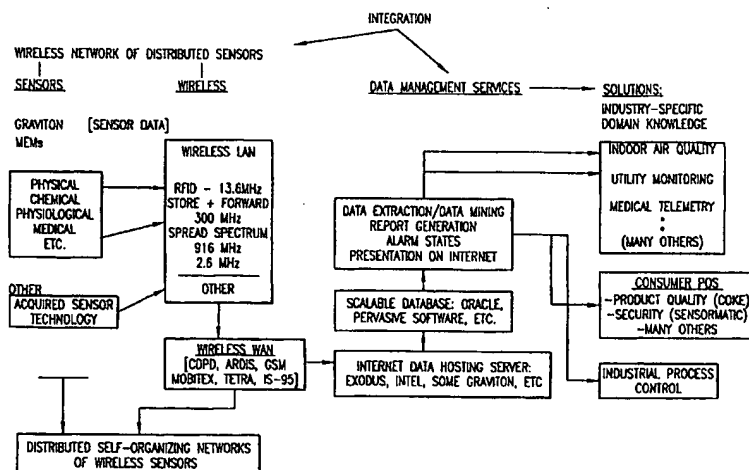 INTEGRATION
WIRELESS NETWORK OF DISTRIBUTED SENSORS
SENSORS
WIRELESS
DATA MANAGEMENT SERVICES
SOLUTIONS:
INDUSTRY-SPECIFIC
DOMAIN KNOWLEDGE
GRAVITON [SENSOR DATA]
MEMs
PHYSICAL
CHEMICAL
PHYSIOLOGICAL
MEDICAL
ETC.
OTHER
ACQUIRED SENSOR
TECHNOLOGY
WIRELESS LAN
RFID - 13.6MHz
STORE + FORWARD
300 MHz
SPREAD SPECTRUM
916 MHz
2.6 MHz
OTHER
WIRELESS WAN
[CDPD, ARDIS, GSM
MOBITEX, TETRA, IS-95]
DISTRIBUTED SELF-ORGANIZING NETWORKS
OF WIRELESS SENSORS
DATA EXTRACTION/DATA MINING
REPORT GENERATION
ALARM STATES
PRESENTATION ON INTERNET
SCALABLE DATABASE: ORACLE,
PERVASIVE SOFTWARE, ETC.
INTERNET DATA HOSTING SERVER:
EXODUS, INTEL, SOME GRAVITON, ETC
INDOOR AIR QUALITY
UTILITY MONITORING
MEDICAL TELEMETRY
(MANY OTHERS)
CONSUMER POS
-PRODUCT QUALITY (COKE)
-SECURITY (SENSORMATIC)
-MANY OTHERS
INDUSTRIAL PROCESS
CONTROL